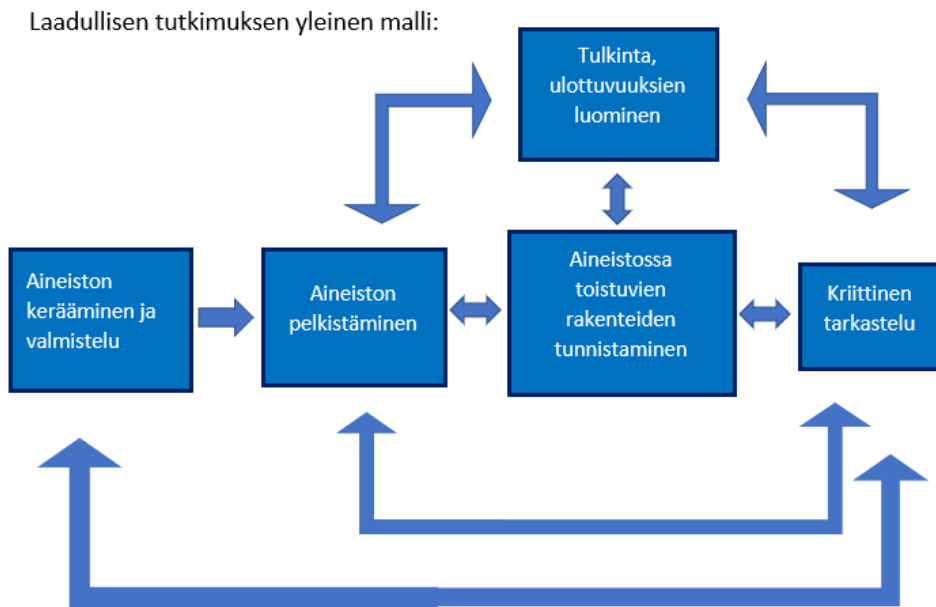 Laadullisen tutkimuksen yleinen malli:
Tulkinta,
ulottuvuuksien
luominen
Aineiston
kerääminen ja
valmistelu
Aineiston
pelkistäminen
Aineistossa
toistuvien
rakenteiden
tunnistaminen
Kriittinen
tarkastelu